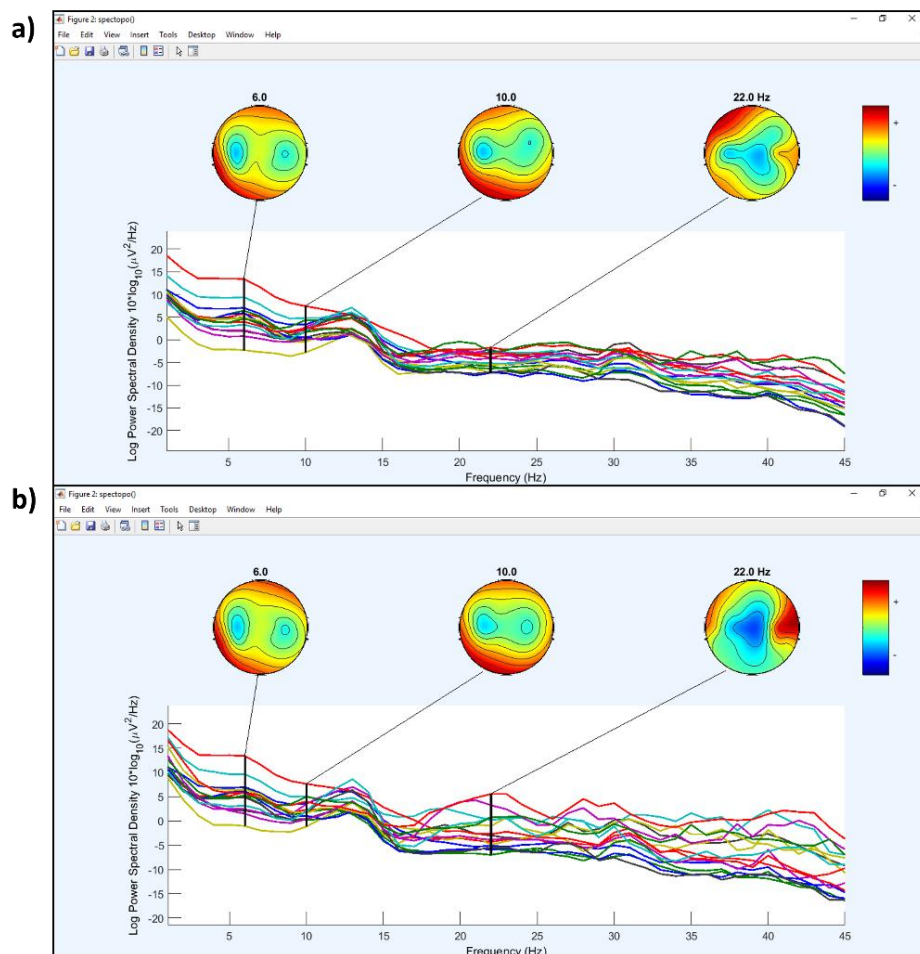 a)
Figure 2: spectopo()
File Edit View Insert Tools Desktop Window Help
6.0 10.0 22.0 Hz
+
-
Log Power Spectral Density 10*log10(μV2/Hz)
20
15
10
5
0
-5
-10
-15
-20
5 10 15 20 25 30 35 40 45
Frequency (Hz)
b)
Figure 2: spectopo()
File Edit View Insert Tools Desktop Window Help
6.0 10.0 22.0 Hz
+
-
Log Power Spectral Density 10*log10(μV2/Hz)
20
15
10
5
0
-5
-10
-15
-20
5 10 15 20 25 30 35 40 45
Frequency (Hz)